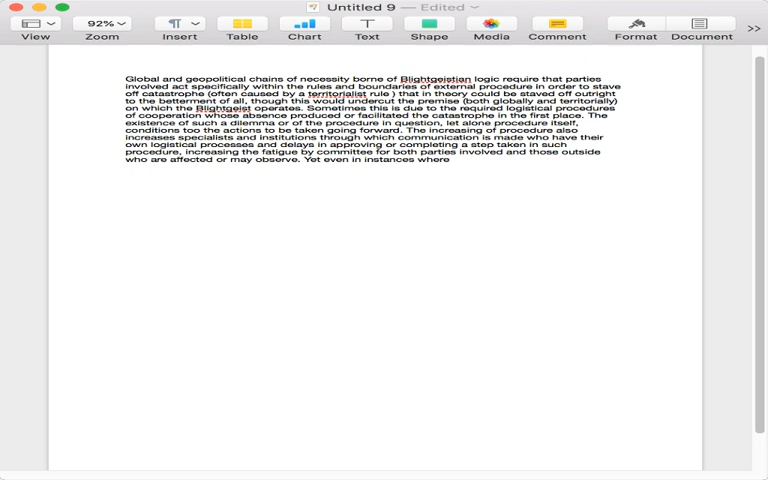 Untitled 9 — Edited
92%
View Zoom Insert Table Chart Text Shape Media Comment Format Document
Global and geopolitical chains of necessity borne of Blightgeistian logic require that parties
involved act specifically within the rules and boundaries of external procedure in order to stave
off catastrophe (often caused by a territorialist rule ) that in theory could be staved off outright
to the betterment of all, though this would undercut the premise (both globally and territorially)
on which the Blightgeist operates. Sometimes this is due to the required logistical procedures
of cooperation whose absence produced or facilitated the catastrophe in the first place. The
existence of such a dilemma or of the procedure in question, let alone procedure itself,
conditions too the actions to be taken going forward. The increasing of procedure also
increases specialists and institutions through which communication is made who have their
own logistical processes and delays in approving or completing a step taken in such
procedure, increasing the fatigue by committee for both parties involved and those outside
who are affected or may observe. Yet even in instances where